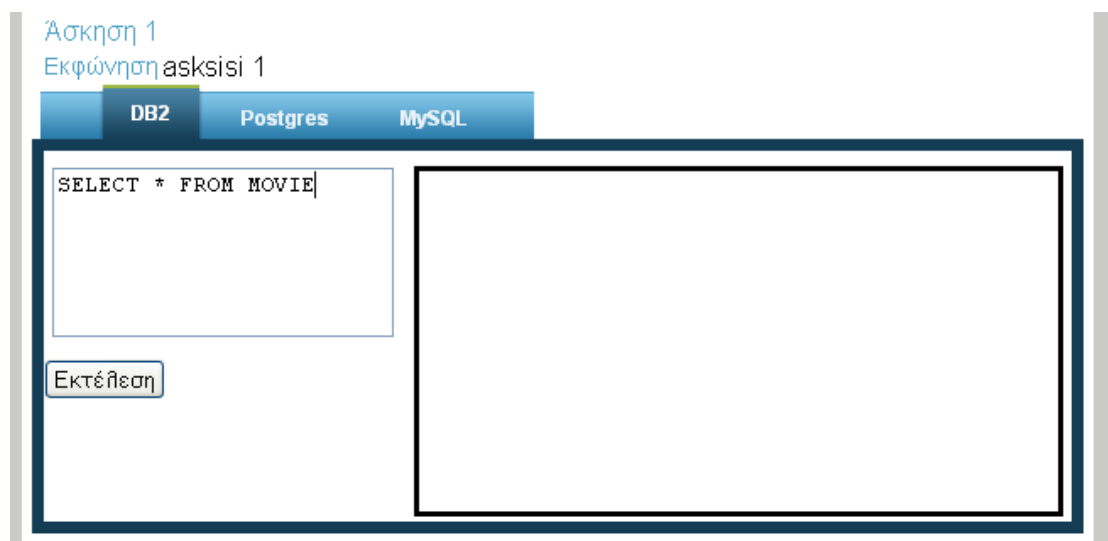 Άσκηση 1
Εκφώνηση asksisi 1
DB2 Postgres MySQL
SELECT * FROM MOVIE
Εκτέλεση